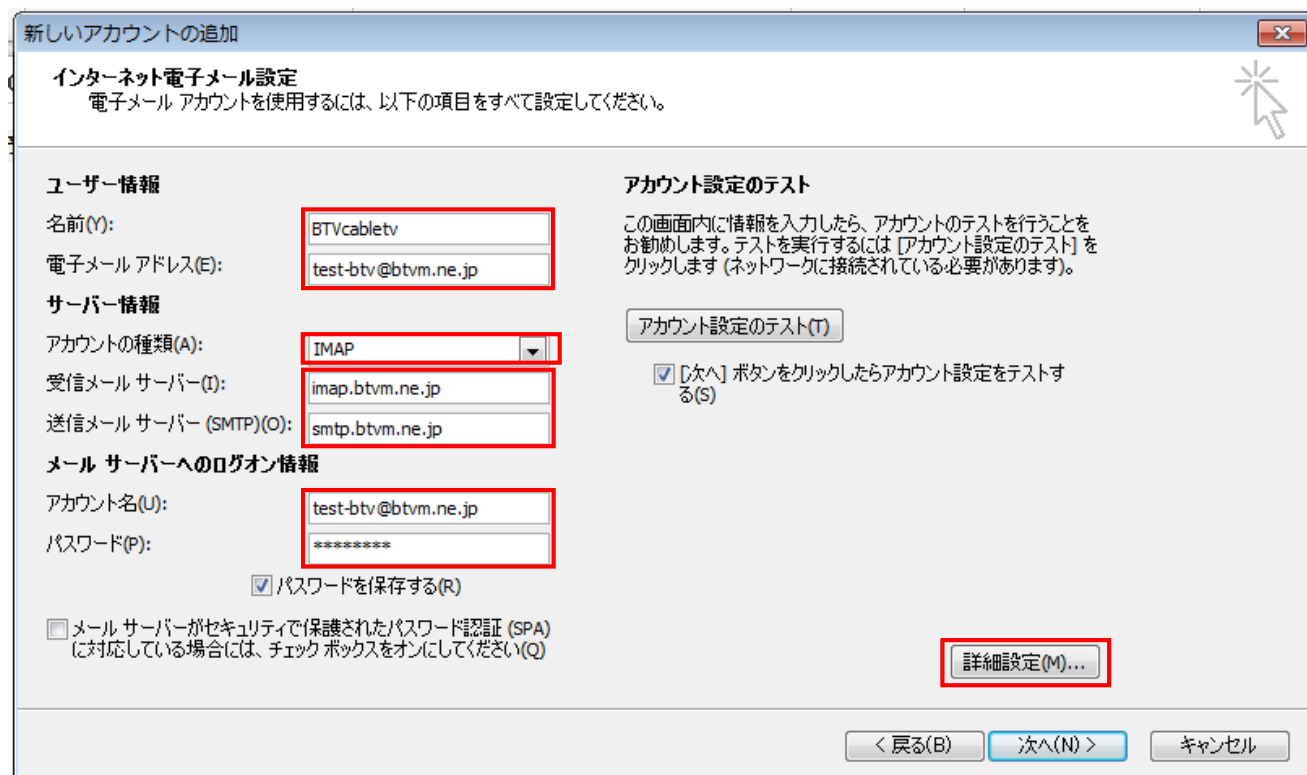 新しいアカウントの追加
インターネット電子メール設定
電子メール アカウントを使用するには、以下の項目をすべて設定してください。
ユーザー情報
名前(Y):
BTVcabletv
電子メール アドレス(E):
test-btv@btvm.ne.jp
サーバー情報
アカウントの種類(A):
IMAP
受信メール サーバー(I):
imap.btvm.ne.jp
送信メール サーバー (SMTP)(O):
smtp.btvm.ne.jp
メール サーバーへのログオン情報
アカウント名(U):
test-btv@btvm.ne.jp
パスワード(P):
********
パスワードを保存する(R)
メール サーバーがセキュリティで保護されたパスワード認証 (SPA)
に対応している場合には、チェック ボックスをオンにしてください(Q)
アカウント設定のテスト
この画面内に情報を入力したら、アカウントのテストを行うことを
お勧めします。テストを実行するには [アカウント設定のテスト] を
クリックします (ネットワークに接続されている必要があります)。
アカウント設定のテスト(T)
[次へ] ボタンをクリックしたらアカウント設定をテストす
る(S)
詳細設定(M)...
< 戻る(B)
次へ(N) >
キャンセル